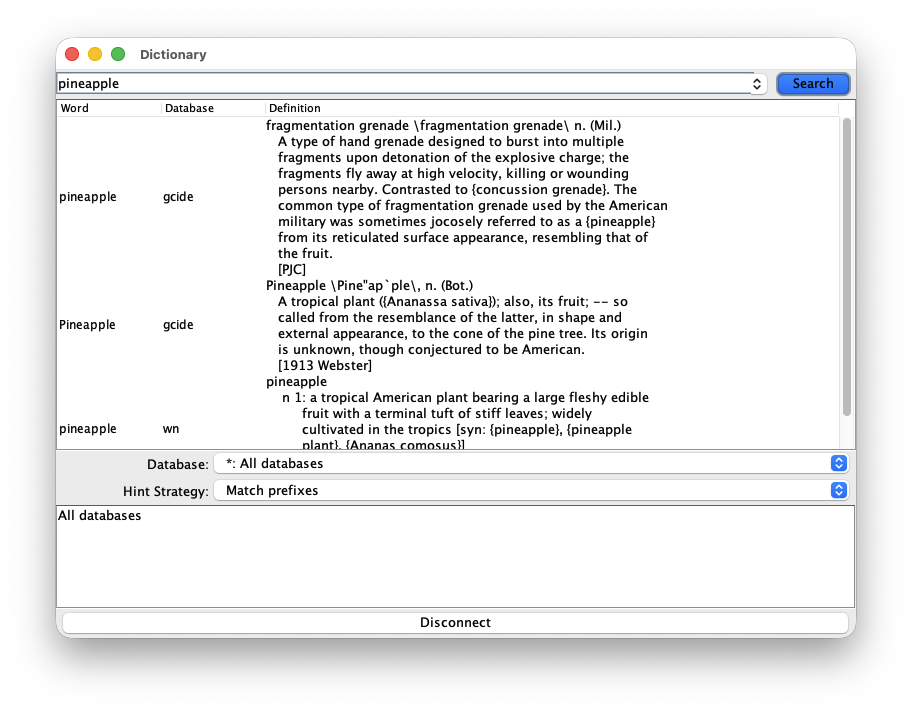 Dictionary
pineapple
Search
Word Database Definition
fragmentation grenade \fragmentation grenade\ n. (Mil.)
A type of hand grenade designed to burst into multiple
fragments upon detonation of the explosive charge; the
fragments fly away at high velocity, killing or wounding
pineapple gcide persons nearby. Contrasted to {concussion grenade}. The
common type of fragmentation grenade used by the American
military was sometimes jocosely referred to as a {pineapple}
from its reticulated surface appearance, resembling that of
the fruit.
[PJC]
Pineapple \Pine"ap`ple\, n. (Bot.)
A tropical plant ({Ananassa sativa}); also, its fruit; -- so
called from the resemblance of the latter, in shape and
Pineapple gcide external appearance, to the cone of the pine tree. Its origin
is unknown, though conjectured to be American.
[1913 Webster]
pineapple
n 1: a tropical American plant bearing a large fleshy edible
fruit with a terminal tuft of stiff leaves; widely
pineapple wn cultivated in the tropics [syn: {pineapple}, {pineapple
plant}, {Ananas comosus}]
Database: *: All databases
Hint Strategy: Match prefixes
All databases
Disconnect